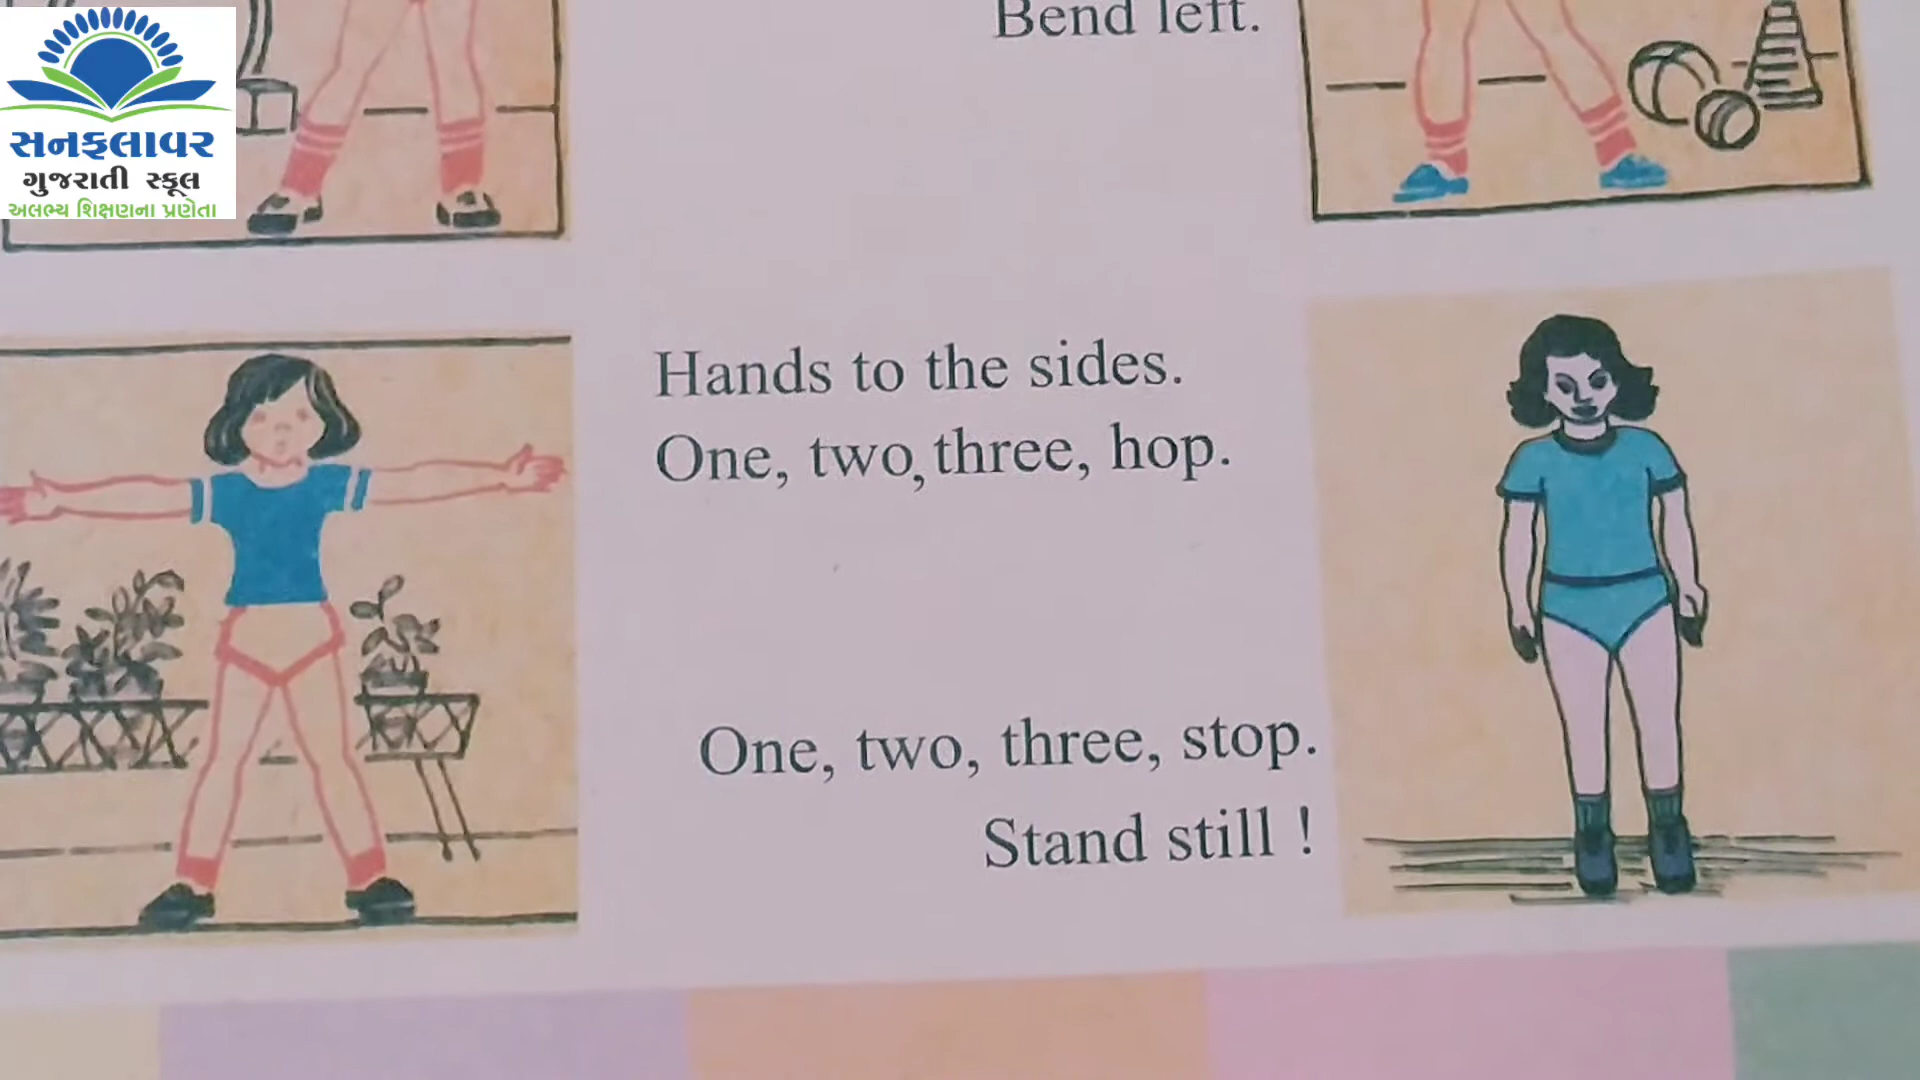 સનફલાવર
ગુજરાતી સ્કૂલ
અલભ્ય શિક્ષણના પ્રણેતા
Bend left.
Hands to the sides.
One, two, three, hop.
One, two, three, stop.
Stand still !